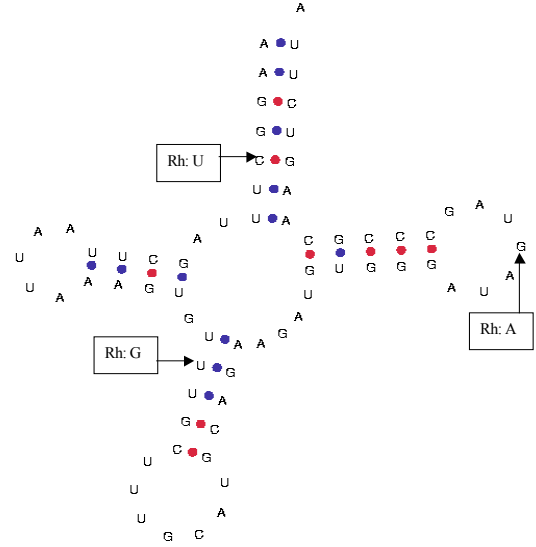 A
A U
A U
G C
G U
Rh: U
C G
U A
U U A
G A U G A U A
C G C C C
G U G G G
U A G A A
A G
U U C
A A U A A U U
A A G U
G
Rh: A
Rh: G
U
U G
U A
G C
C G
U U U G C A U